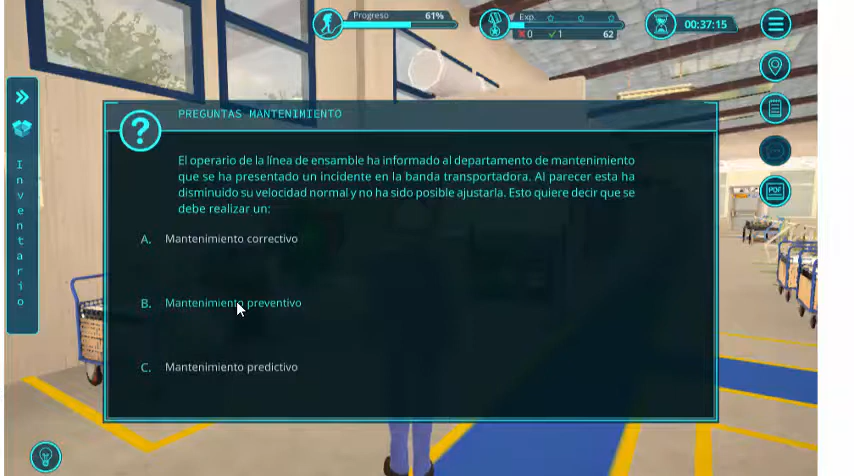 Progreso 61%
Exp.
0 1 62
00:37:15
PREGUNTAS MANTENIMIENTO
?
El operario de la línea de ensamble ha informado al departamento de mantenimiento
que se ha presentado un incidente en la banda transportadora. Al parecer esta ha
disminuido su velocidad normal y no ha sido posible ajustarla. Esto quiere decir que se
debe realizar un:
A. Mantenimiento correctivo
B. Mantenimiento preventivo
C. Mantenimiento predictivo
Inventario
PDF